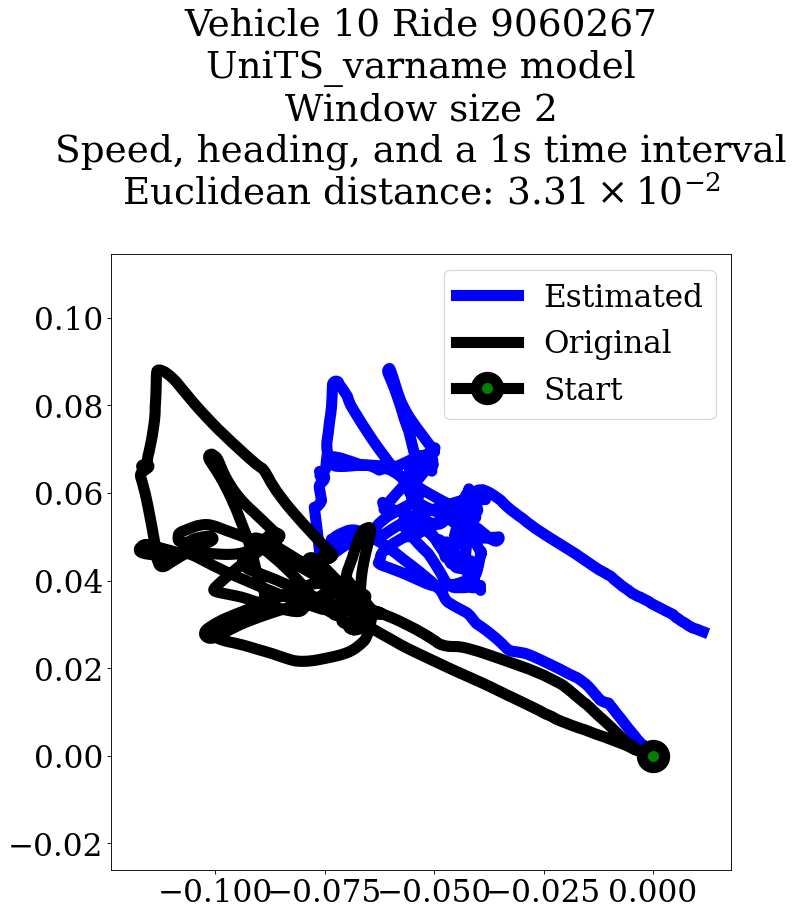 Vehicle 10 Ride 9060267
UniTS_varname model
Window size 2
Speed, heading, and a 1s time interval
Euclidean distance: 3.31 × 10⁻²
Estimated
Original
Start
0.10
0.08
0.06
0.04
0.02
0.00
−0.02
−0.100 −0.075 −0.050 −0.025 0.000